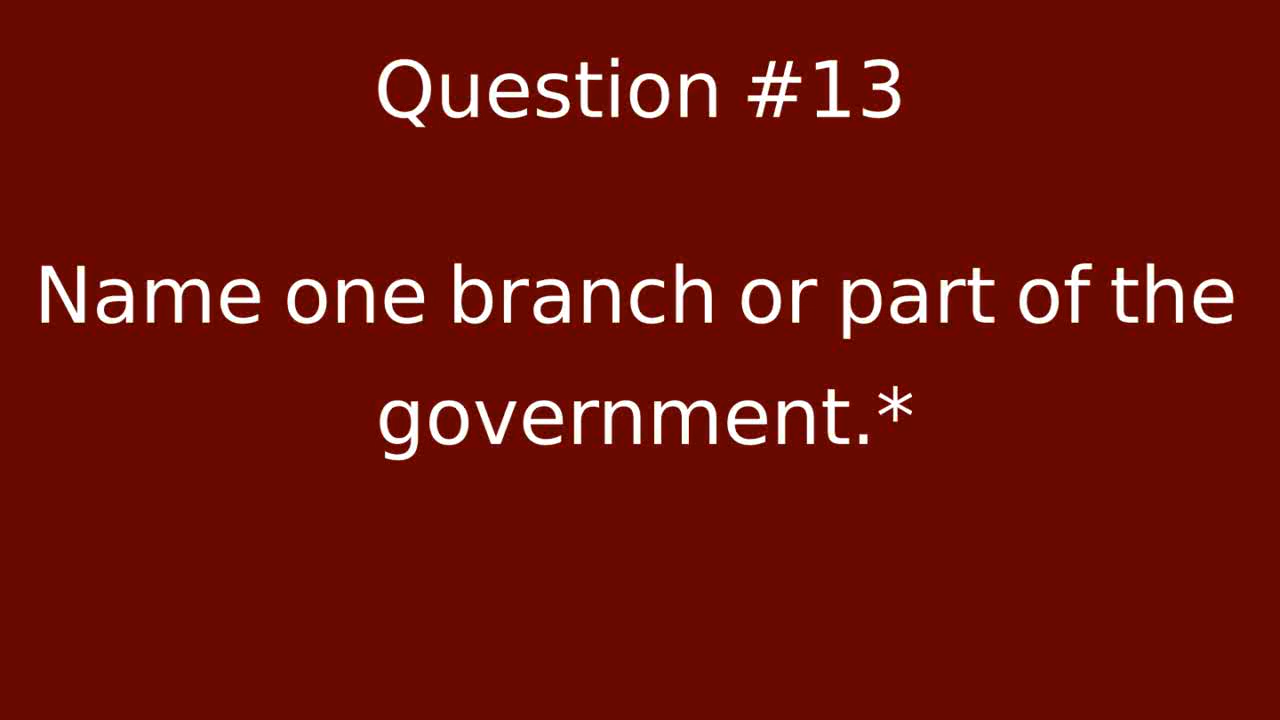 Question #13
Name one branch or part of the
government.*